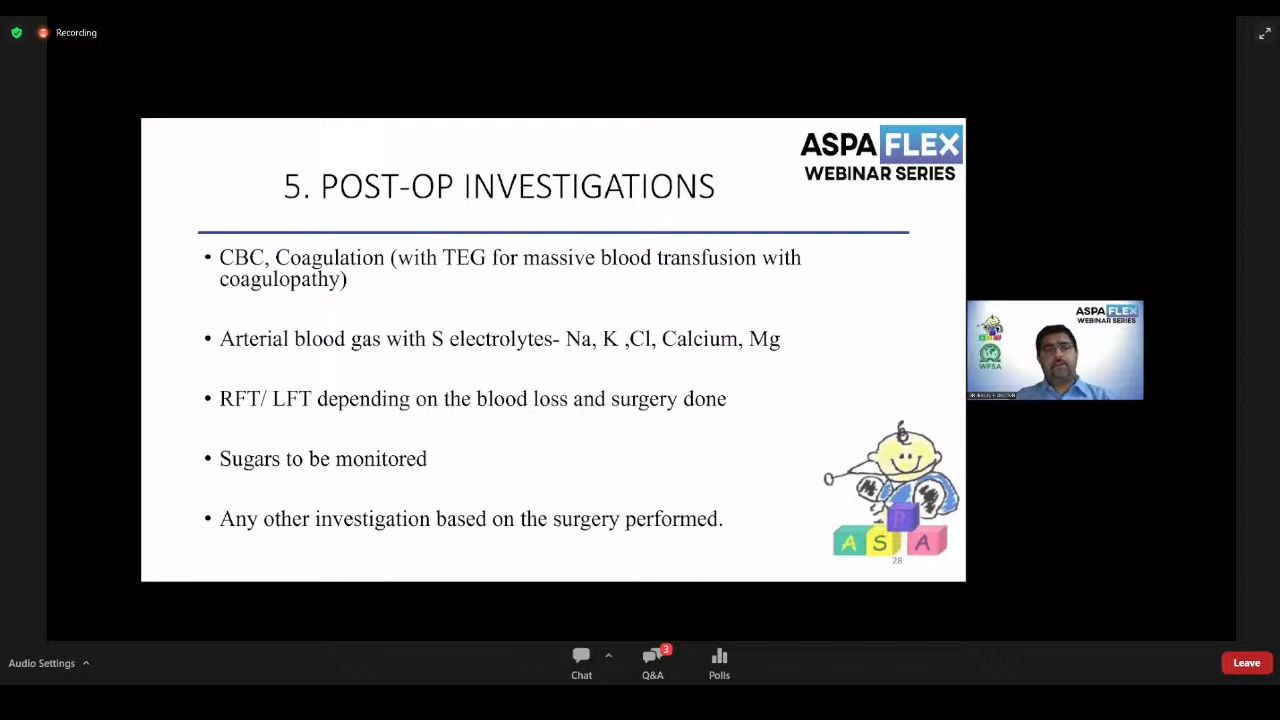 Recording
ASPA FLEX
WEBINAR SERIES
5. POST-OP INVESTIGATIONS
• CBC, Coagulation (with TEG for massive blood transfusion with
coagulopathy)
• Arterial blood gas with S electrolytes- Na, K ,Cl, Calcium, Mg
• RFT/ LFT depending on the blood loss and surgery done
• Sugars to be monitored
• Any other investigation based on the surgery performed.
P
A S A
28
ASPA FLEX
WEBINAR SERIES
WFSA
Audio Settings
Chat
3
Q&A
Polls
Leave